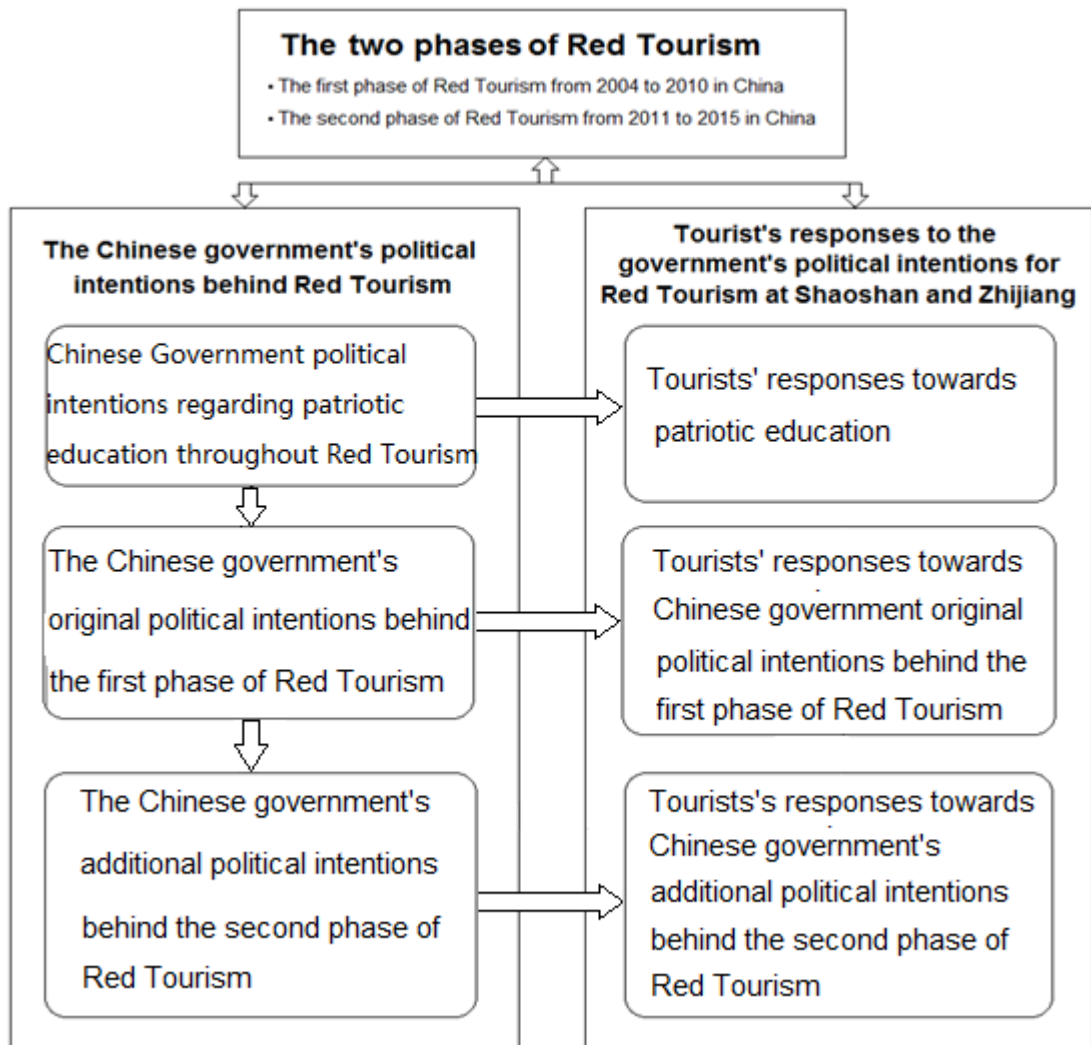 The two phases of Red Tourism
• The first phase of Red Tourism from 2004 to 2010 in China
• The second phase of Red Tourism from 2011 to 2015 in China
The Chinese government's political
intentions behind Red Tourism
Chinese Government political
intentions regarding patriotic
education throughout Red Tourism
The Chinese government's
original political intentions behind
the first phase of Red Tourism
The Chinese government's
additional political intentions
behind the second phase of
Red Tourism
Tourist's responses to the
government's political intentions for
Red Tourism at Shaoshan and Zhijiang
Tourists' responses towards
patriotic education
Tourists' responses towards
Chinese government original
political intentions behind the
first phase of Red Tourism
Tourists's responses towards
Chinese government's
additional political intentions
behind the second phase of
Red Tourism